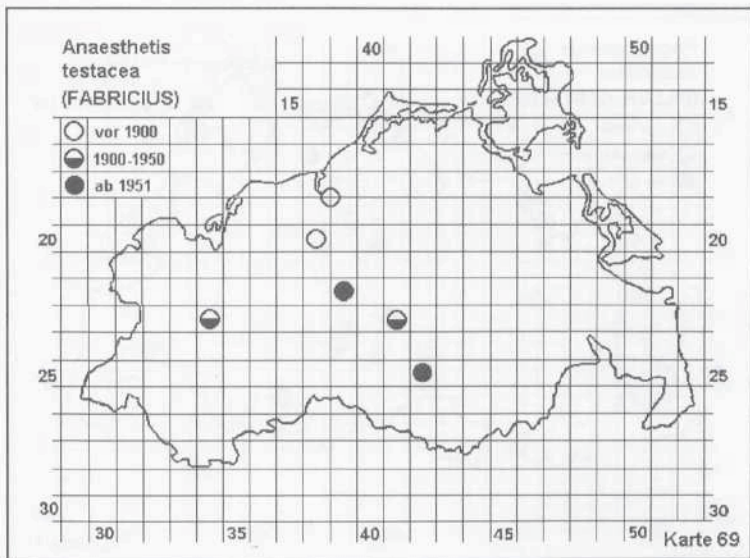 Anaesthetis
testacea
(FABRICIUS)
vor 1900
1900-1950
ab 1951
40 50
15 15
20 20
25 25
30 30
30 35 40 45 50
Karte 69